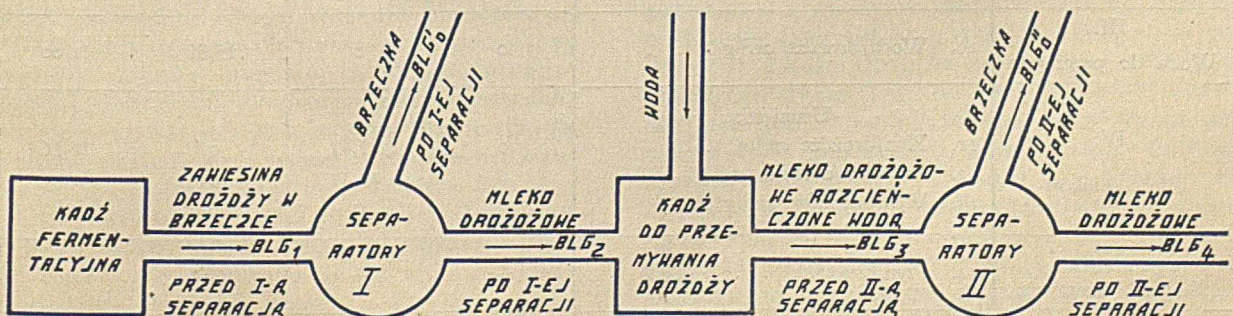 BRZECZKA
BLG'₀
PO I-EJ
SEPARACJI
WODA
BRZECZKA
BLG"₀
PO II-EJ
SEPARACJI
KADŹ
FERMEN-
TACYJNA
ZAWIESINA
DROŻDŻY W
BRZECZCE
BLG₁
PRZED I-Ą
SEPARACJĄ
SEPA-
RATORY
I
MLEKO
DROŻDŻOWE
BLG₂
PO I-EJ
SEPARACJI
KADŹ
DO PRZE-
MYWANIA
DROŻDŻY
MLEKO DROŻDŻO-
WE ROZCIEŃ-
CZONE WODĄ
BLG₃
PRZED II-Ą
SEPARACJĄ
SEPA-
RATORY
II
MLEKO
DROŻDŻOWE
BLG₄
PO II-EJ
SEPARACJI